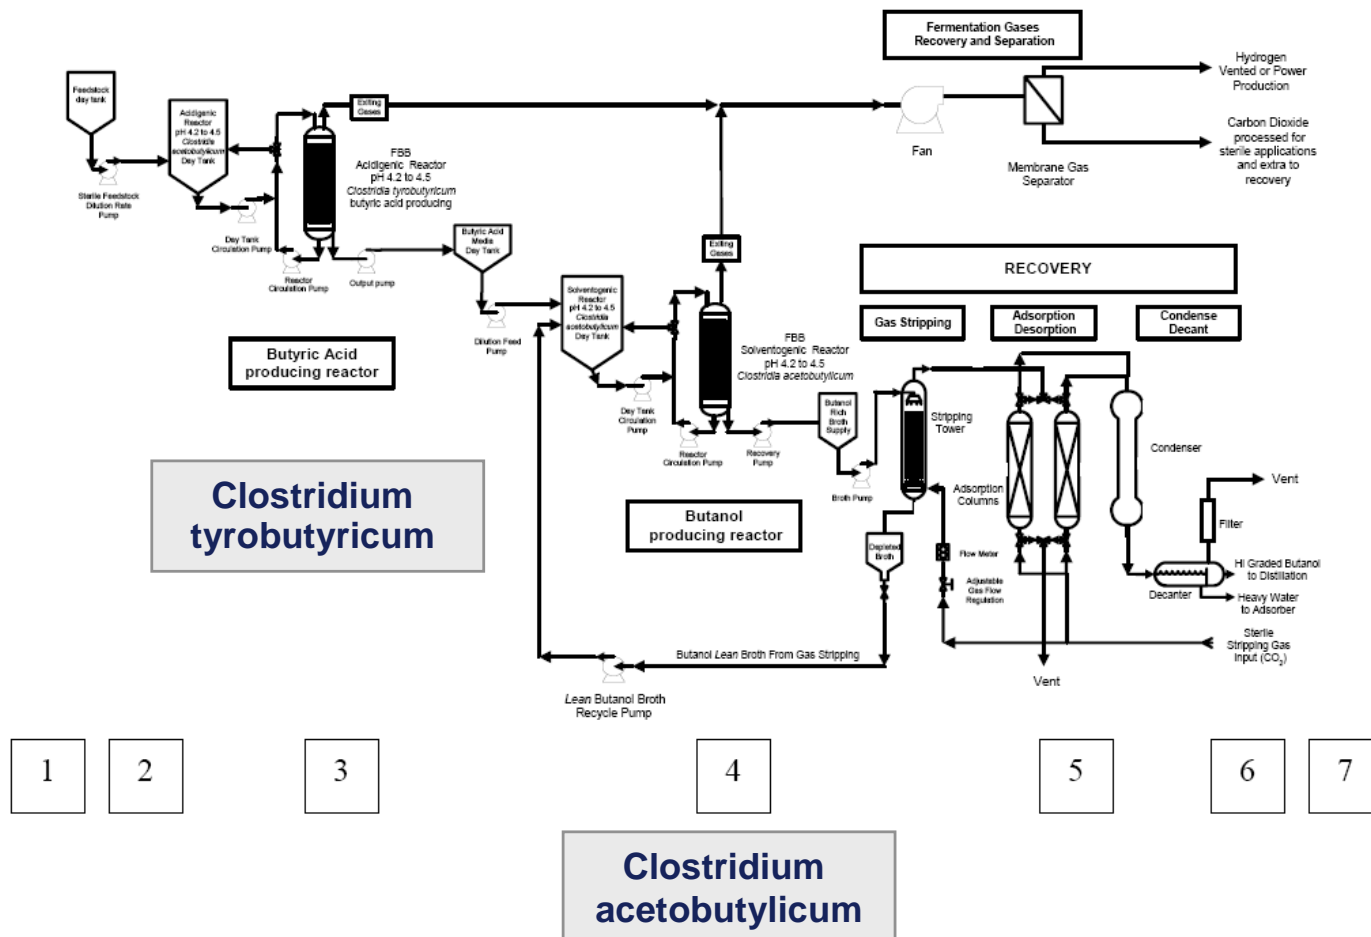 Fermentation Gases
Recovery and Separation
Hydrogen
Vented or Power
Production
Carbon Dioxide
processed for
sterile applications
and extra to
recovery
Fan
Membrane Gas
Separator
Feedstock
day tank
Sterile Feedstock
Dilution Rate
Pump
Acidigenic
Reactor
pH 4.2 to 4.5
Clostridia
acetobutylicum
Day Tank
Day Tank
Circulation Pump
Exiting
Gases
FBB
Acidigenic Reactor
pH 4.2 to 4.5
Clostridia tyrobutyricum
butyric acid producing
Reactor
Circulation Pump
Output pump
Butyric Acid
Media
Day Tank
Dilution Feed
Pump
Butyric Acid
producing reactor
Clostridium
tyrobutyricum
Solventogenic
Reactor
pH 4.2 to 4.5
Clostridia
acetobutylicum
Day Tank
Day Tank
Circulation
Pump
Exiting
Gases
FBB
Solventogenic Reactor
pH 4.2 to 4.5
Clostridia acetobutylicum
Reactor
Circulation Pump
Recovery
Pump
Butanol
Rich
Broth
Supply
Broth Pump
Butanol
producing reactor
RECOVERY
Gas Stripping
Adsorption
Desorption
Condense
Decant
Stripping
Tower
Adsorption
Columns
Condenser
Vent
Filter
Hi Graded Butanol
to Distillation
Decanter
Heavy Water
to Adsorber
Depleted
Broth
Flow Meter
Adjustable
Gas Flow
Regulation
Sterile
Stripping Gas
Input (CO₂)
Vent
Butanol Lean Broth From Gas Stripping
Lean Butanol Broth
Recycle Pump
1
2
3
4
5
6
7
Clostridium
acetobutylicum